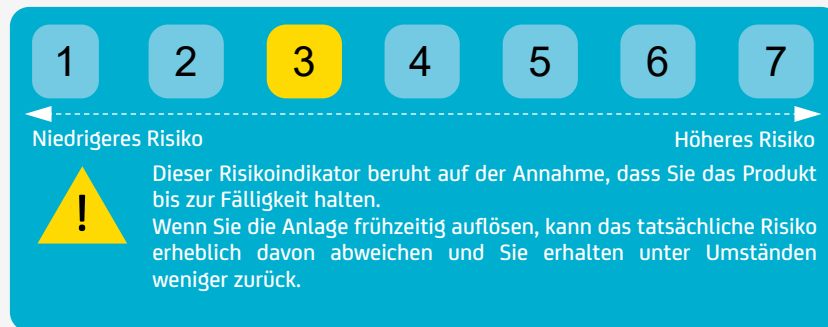 1 2 3 4 5 6 7
Niedrigeres Risiko Höheres Risiko
Dieser Risikoindikator beruht auf der Annahme, dass Sie das Produkt
bis zur Fälligkeit halten.
Wenn Sie die Anlage frühzeitig auflösen, kann das tatsächliche Risiko
erheblich davon abweichen und Sie erhalten unter Umständen
weniger zurück.
!